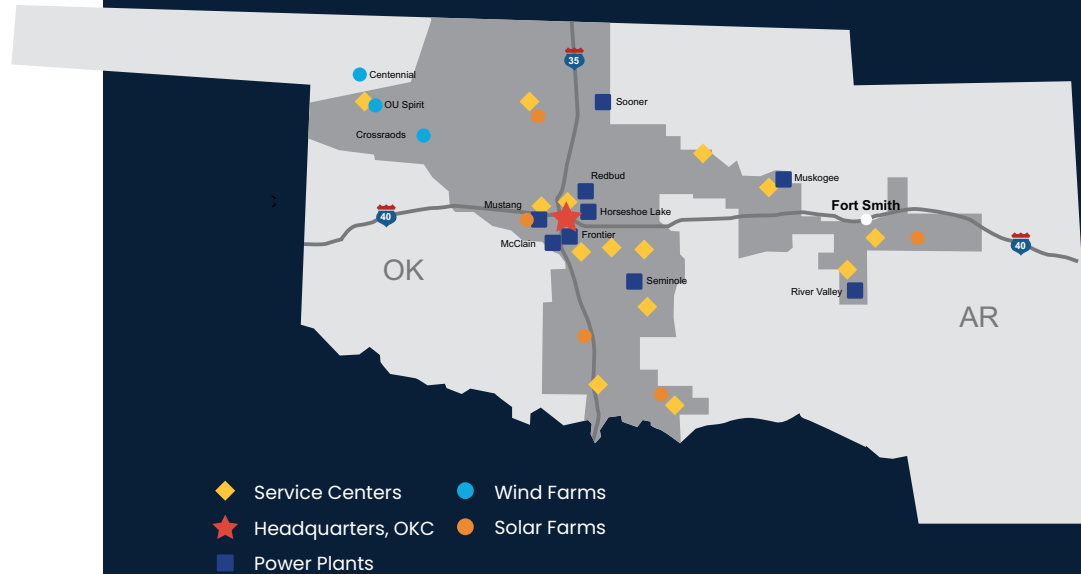 35
Centennial
OU Spirit
Sooner
Crossraods
Redbud
Muskogee
Mustang
Horseshoe Lake
Fort Smith
40
Frontier
McClain
40
OK
Seminole
River Valley
AR
Service Centers
Wind Farms
Headquarters, OKC
Solar Farms
Power Plants